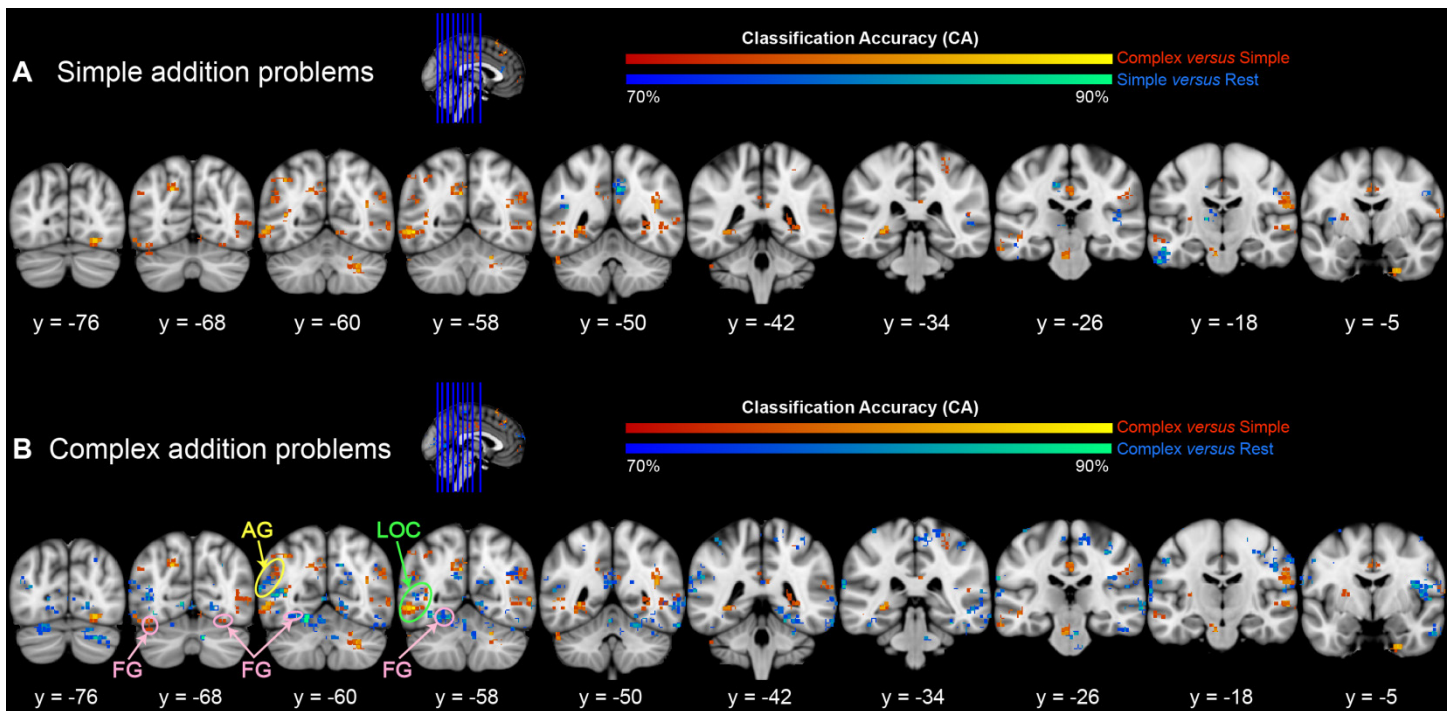 Classification Accuracy (CA)
A Simple addition problems
Complex versus Simple
Simple versus Rest
70% 90%
y = -76 y = -68 y = -60 y = -58 y = -50 y = -42 y = -34 y = -26 y = -18 y = -5
Classification Accuracy (CA)
Complex versus Simple
B Complex addition problems
Complex versus Rest
70% 90%
AG LOC
FG FG FG
y = -76 y = -68 y = -60 y = -58 y = -50 y = -42 y = -34 y = -26 y = -18 y = -5